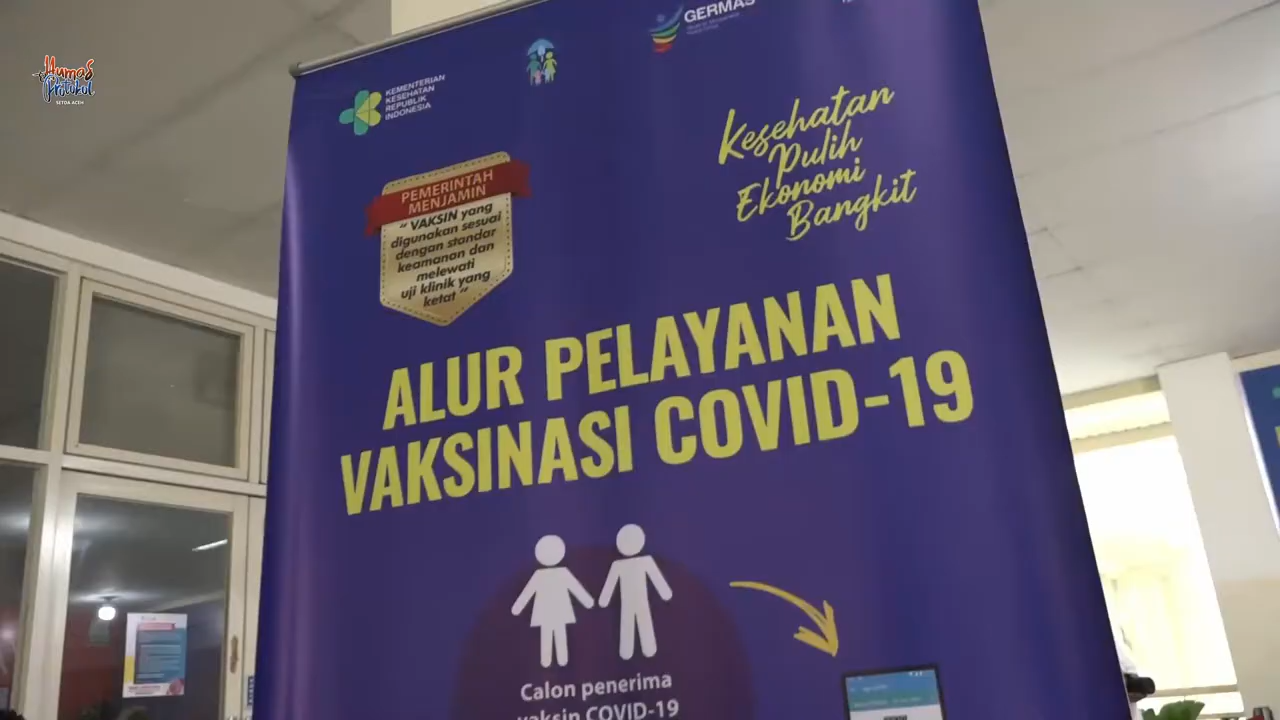 Humas
Protokol
SETDA ACEH
KEMENTERIAN
KESEHATAN
REPUBLIK
INDONESIA
GERMAS
Kesehatan
Pulih
Ekonomi
Bangkit
PEMERINTAH
MENJAMIN
“ VAKSIN yang
digunakan sesuai
dengan standar
keamanan dan
melewati
uji klinik yang
ketat ”
ALUR PELAYANAN
VAKSINASI COVID-19
Calon penerima
vaksin COVID-19